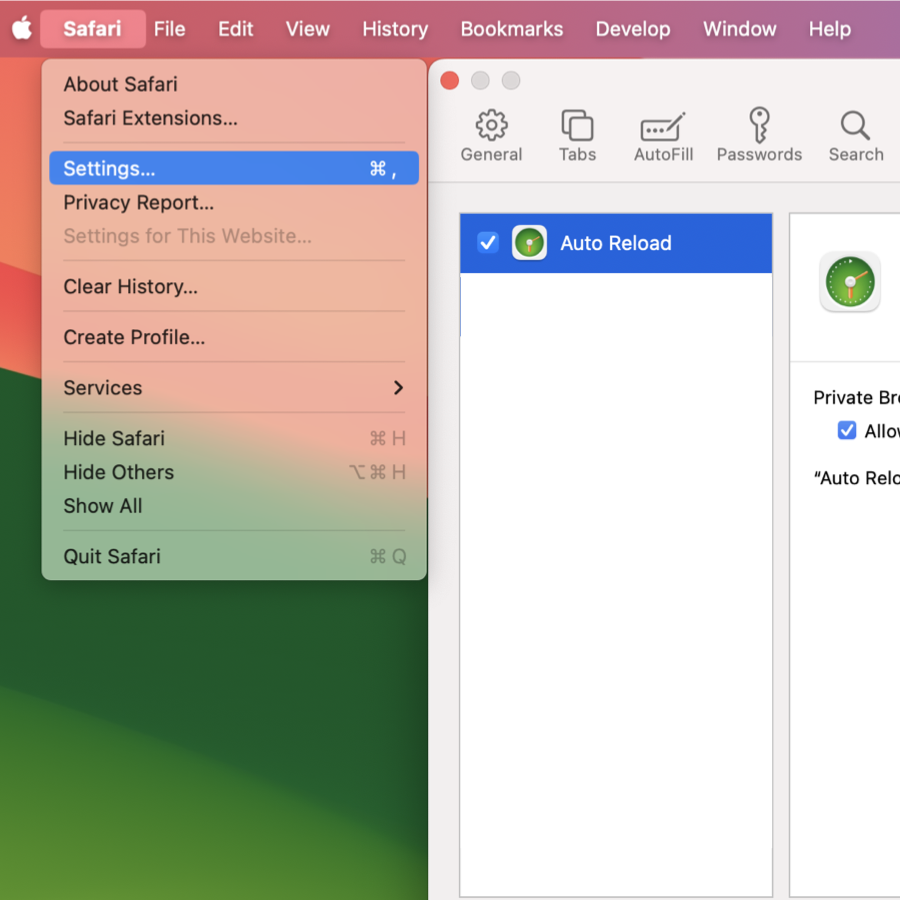 Safari File Edit View History Bookmarks Develop Window Help
About Safari
Safari Extensions...
Settings... ⌘ ,
Privacy Report...
Settings for This Website...
Clear History...
Create Profile...
Services
Hide Safari ⌘ H
Hide Others ⌥ ⌘ H
Show All
Quit Safari ⌘ Q
General Tabs AutoFill Passwords Search
Auto Reload
Private Br
Allo
“Auto Relo